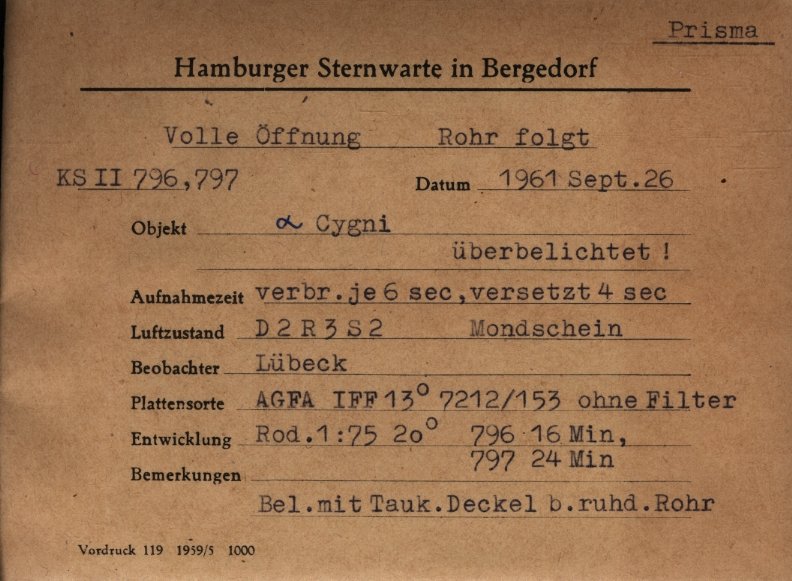 Prisma
Hamburger Sternwarte in Bergedorf
Volle Öffnung Rohr folgt
KS II 796,797 Datum 1961 Sept.26
Objekt α Cygni
überbelichtet !
Aufnahmezeit verbr.je 6 sec,versetzt 4 sec
Luftzustand D 2 R 3 S 2 Mondschein
Beobachter Lübeck
Plattensorte AGFA IFF 13° 7212/153 ohne Filter
Entwicklung Rod.1:75 20° 796 16 Min,
797 24 Min
Bemerkungen
Bel.mit Tauk.Deckel b.ruhd.Rohr
Vordruck 119 1959/5 1000